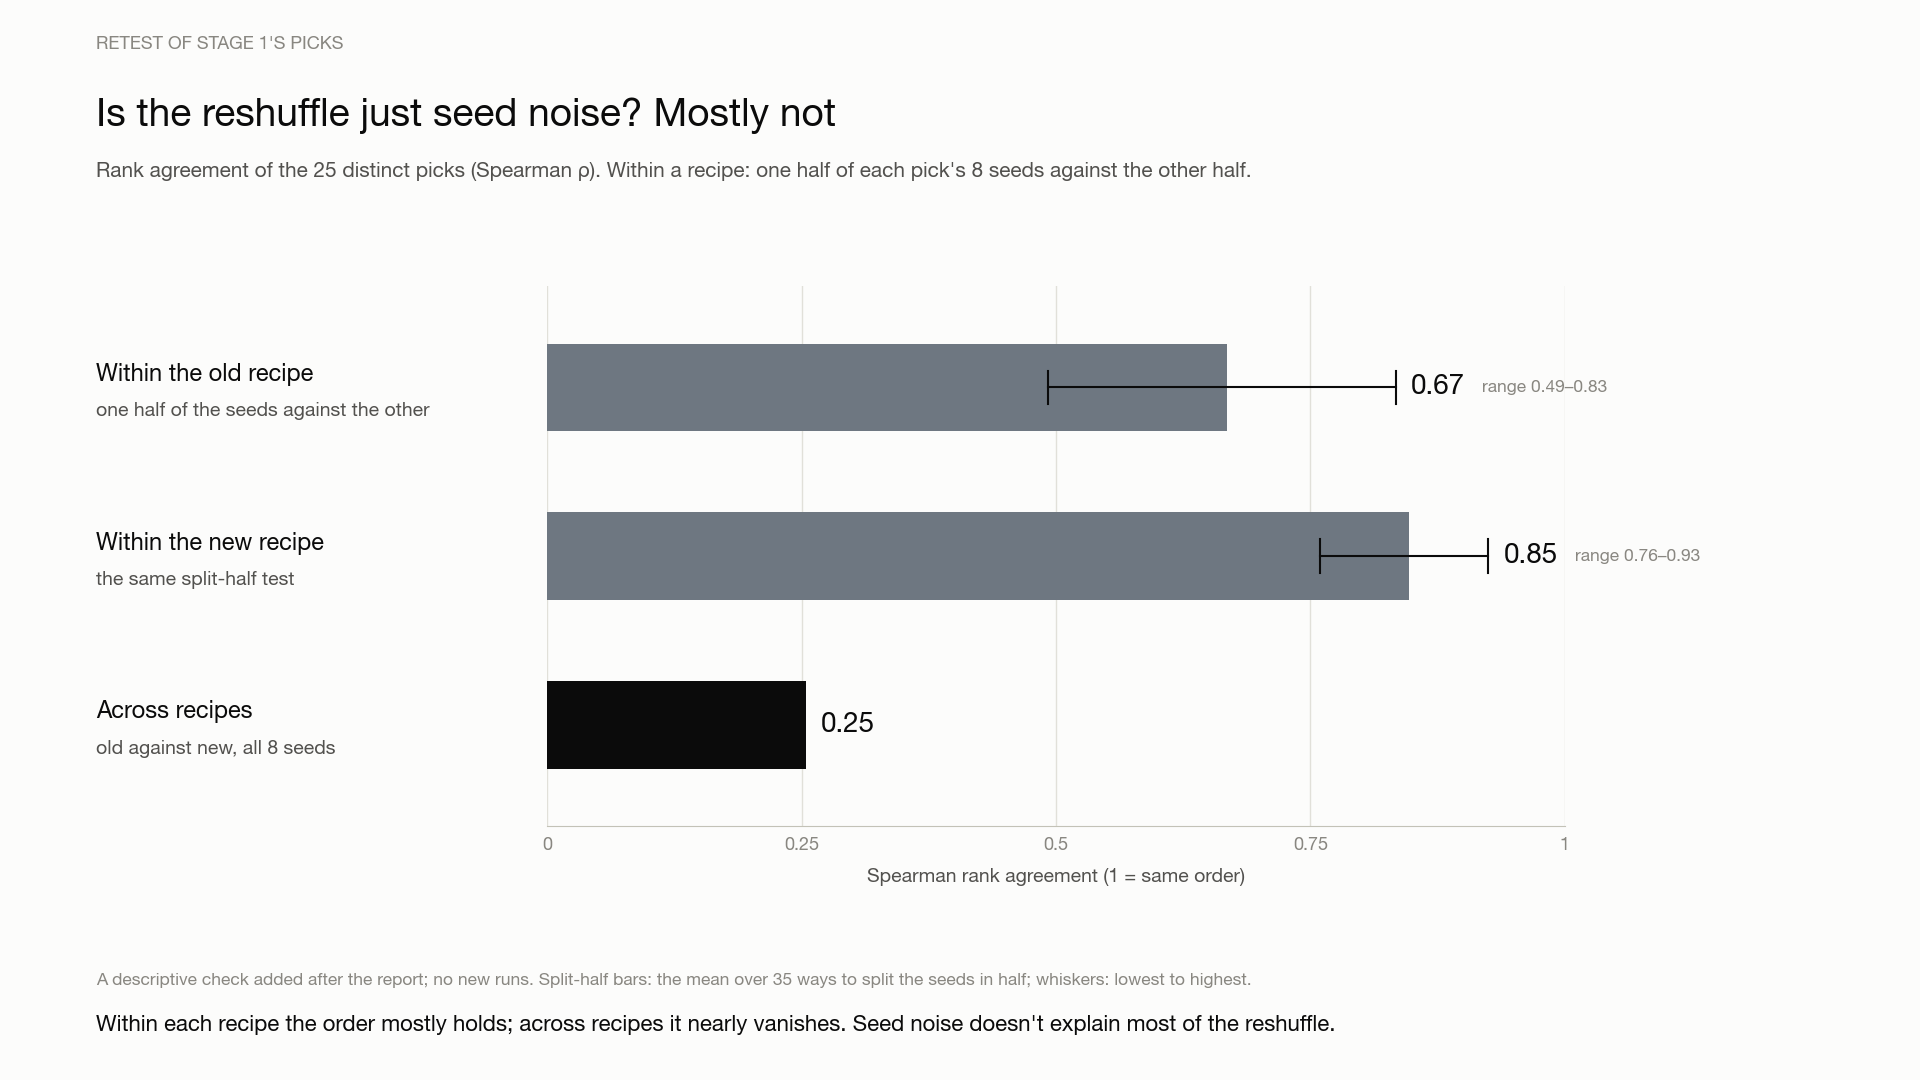 RETEST OF STAGE 1'S PICKS
Is the reshuffle just seed noise? Mostly not
Rank agreement of the 25 distinct picks (Spearman ρ). Within a recipe: one half of each pick's 8 seeds against the other half.
Within the old recipe
one half of the seeds against the other
0.67 range 0.49–0.83
Within the new recipe
the same split-half test
0.85 range 0.76–0.93
Across recipes
old against new, all 8 seeds
0.25
0 0.25 0.5 0.75 1
Spearman rank agreement (1 = same order)
A descriptive check added after the report; no new runs. Split-half bars: the mean over 35 ways to split the seeds in half; whiskers: lowest to highest.
Within each recipe the order mostly holds; across recipes it nearly vanishes. Seed noise doesn't explain most of the reshuffle.